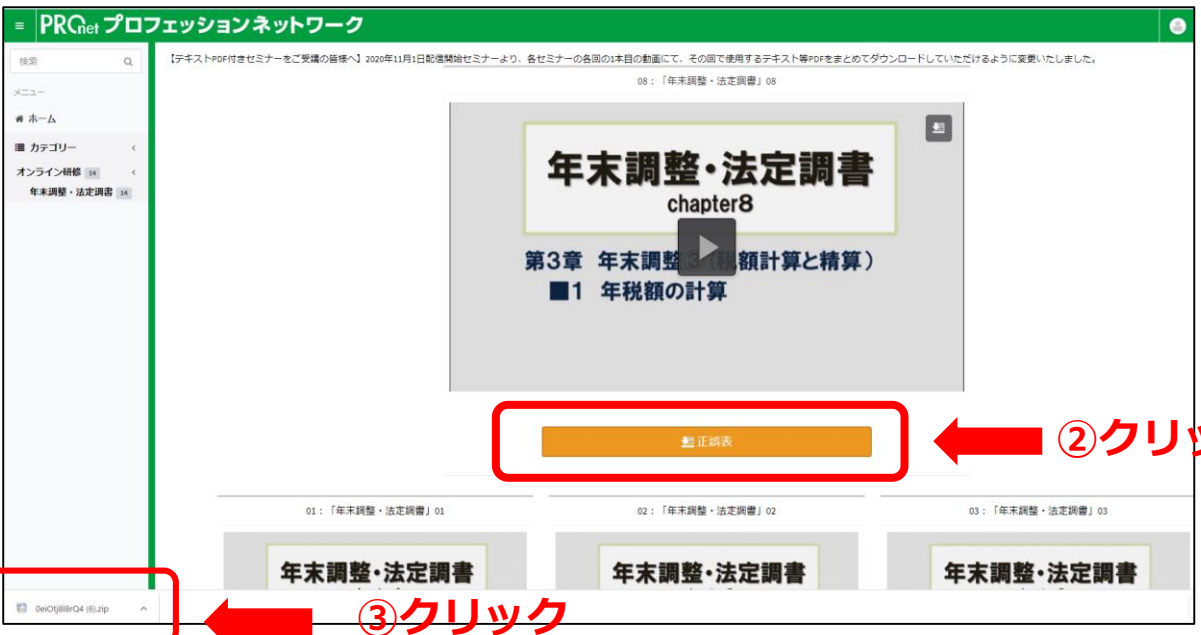 PROnet プロフェッションネットワーク
検索
メニュー
ホーム
カテゴリー
オンライン研修 14
年末調整・法定調書 14
【テキストPDF付きセミナーをご受講の皆様へ】2020年11月1日配信開始セミナーより、各セミナーの各回の1本目の動画にて、その回で使用するテキスト等PDFをまとめてダウンロードしていただけるように変更いたしました。
08：「年末調整・法定調書」08
年末調整・法定調書
chapter8
第3章 年末調整3（税額計算と精算）
■1 年税額の計算
正誤表
②クリッ
01：「年末調整・法定調書」01
02：「年末調整・法定調書」02
03：「年末調整・法定調書」03
年末調整・法定調書
年末調整・法定調書
年末調整・法定調書
③クリック